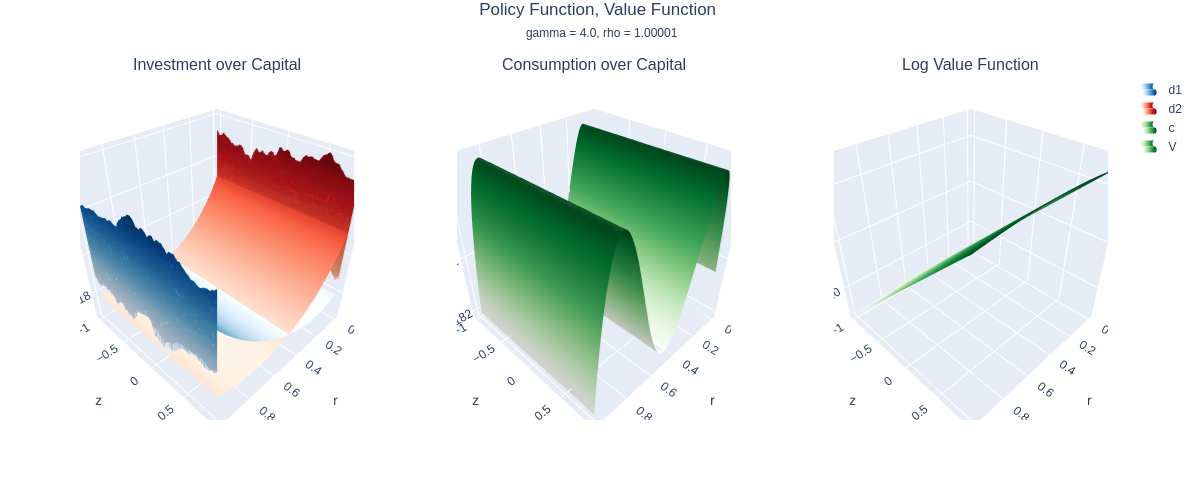 Policy Function, Value Function
gamma = 4.0, rho = 1.00001
Investment over Capital
Consumption over Capital
Log Value Function
d1
d2
c
V
−1
−0.5
0
0.5
z
0
0.2
0.4
0.6
0.8
r
−1
−0.5
0
0.5
z
0
0.2
0.4
0.6
0.8
r
−1
−0.5
0
0.5
z
0
0.2
0.4
0.6
0.8
r